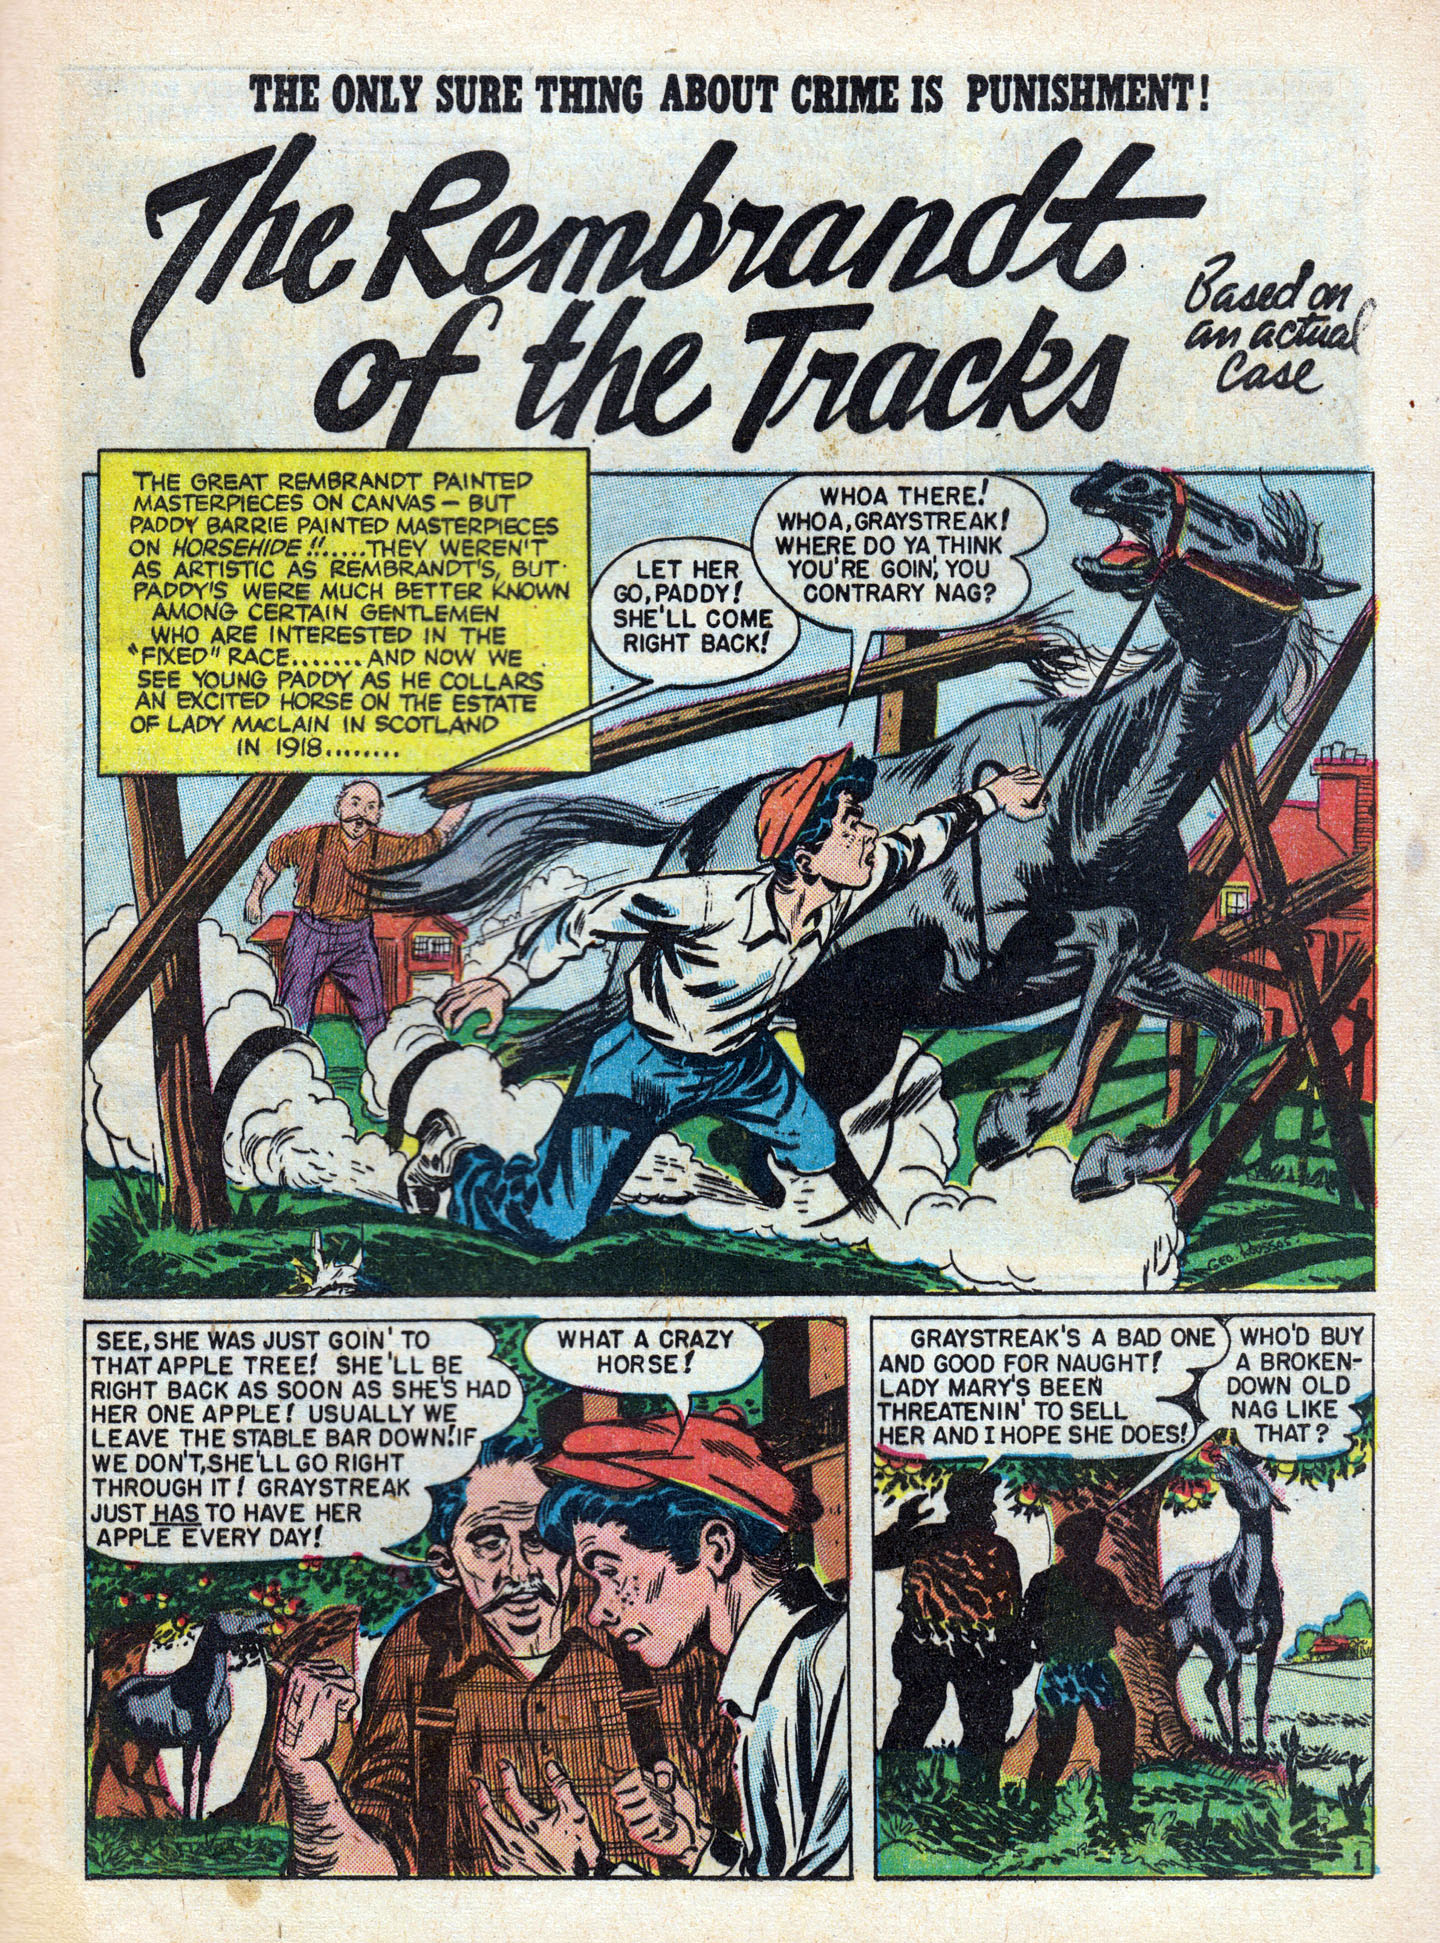 THE ONLY SURE THING ABOUT CRIME IS PUNISHMENT!
The Rembrandt
of the Tracks
Based on
an actual
Case
THE GREAT REMBRANDT PAINTED
MASTERPIECES ON CANVAS – BUT
PADDY BARRIE PAINTED MASTERPIECES
ON HORSEHIDE!!.....THEY WEREN'T
AS ARTISTIC AS REMBRANDT'S, BUT
PADDY'S WERE MUCH BETTER KNOWN
AMONG CERTAIN GENTLEMEN
WHO ARE INTERESTED IN THE
"FIXED" RACE.......AND NOW WE
SEE YOUNG PADDY AS HE COLLARS
AN EXCITED HORSE ON THE ESTATE
OF LADY MACLAIN IN SCOTLAND
IN 1918........
LET HER
GO, PADDY!
SHE'LL COME
RIGHT BACK!
WHOA THERE!
WHOA, GRAYSTREAK!
WHERE DO YA THINK
YOU'RE GOIN', YOU
CONTRARY NAG?
GEO. ROUSSOS.
SEE, SHE WAS JUST GOIN' TO
THAT APPLE TREE! SHE'LL BE
RIGHT BACK AS SOON AS SHE'S HAD
HER ONE APPLE! USUALLY WE
LEAVE THE STABLE BAR DOWN! IF
WE DON'T, SHE'LL GO RIGHT
THROUGH IT! GRAYSTREAK
JUST HAS TO HAVE HER
APPLE EVERY DAY!
WHAT A CRAZY
HORSE!
GRAYSTREAK'S A BAD ONE
AND GOOD FOR NAUGHT!
LADY MARY'S BEEN
THREATENIN' TO SELL
HER AND I HOPE SHE DOES!
WHO'D BUY
A BROKEN-
DOWN OLD
NAG LIKE
THAT?
1